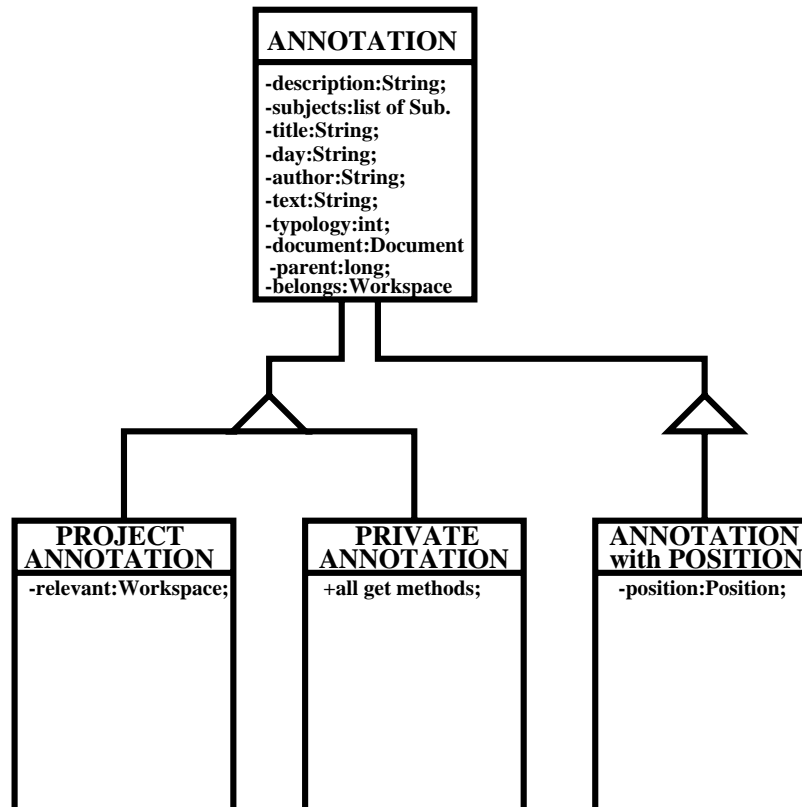 ANNOTATION
-description:String;
-subjects:list of Sub.
-title:String;
-day:String;
-author:String;
-text:String;
-typology:int;
-document:Document
-parent:long;
-belongs:Workspace
PROJECT
ANNOTATION
-relevant:Workspace;
PRIVATE
ANNOTATION
+all get methods;
ANNOTATION
with POSITION
-position:Position;